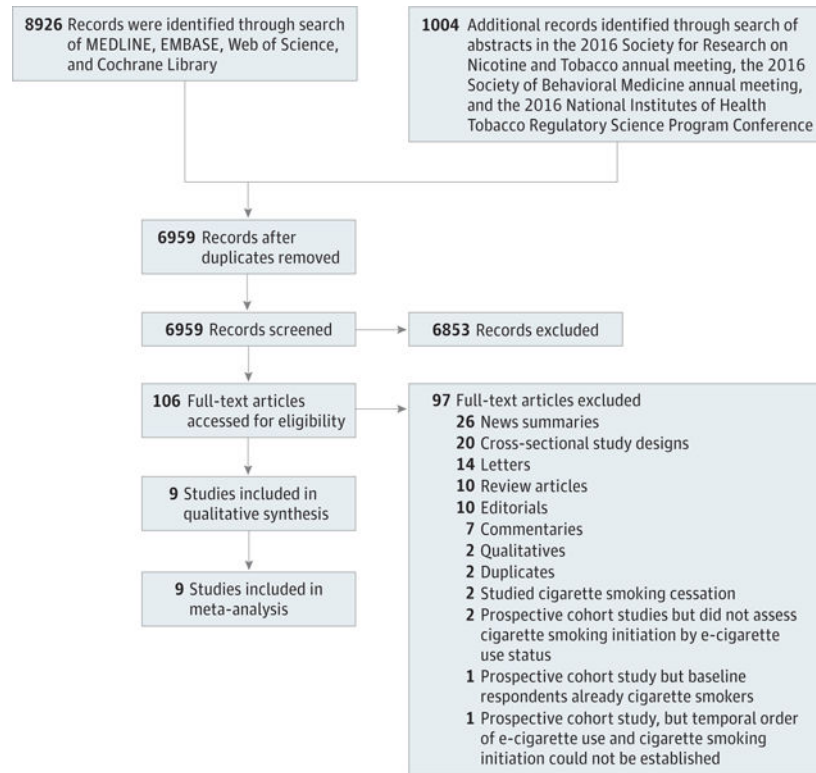 8926 Records were identified through search
of MEDLINE, EMBASE, Web of Science,
and Cochrane Library
1004 Additional records identified through search of
abstracts in the 2016 Society for Research on
Nicotine and Tobacco annual meeting, the 2016
Society of Behavioral Medicine annual meeting,
and the 2016 National Institutes of Health
Tobacco Regulatory Science Program Conference
6959 Records after
duplicates removed
6959 Records screened
6853 Records excluded
106 Full-text articles
accessed for eligibility
97 Full-text articles excluded
26 News summaries
20 Cross-sectional study designs
14 Letters
10 Review articles
10 Editorials
7 Commentaries
2 Qualitatives
2 Duplicates
2 Studied cigarette smoking cessation
2 Prospective cohort studies but did not assess
cigarette smoking initiation by e-cigarette
use status
1 Prospective cohort study but baseline
respondents already cigarette smokers
1 Prospective cohort study, but temporal order
of e-cigarette use and cigarette smoking
initiation could not be established
9 Studies included in
qualitative synthesis
9 Studies included in
meta-analysis